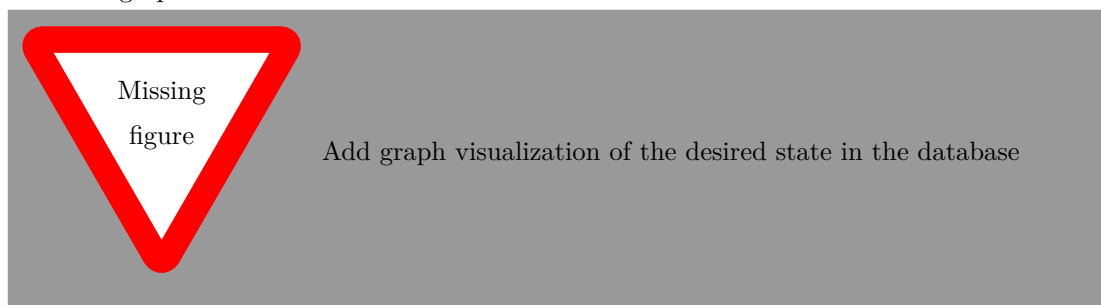 Missing
figure
Add graph visualization of the desired state in the database